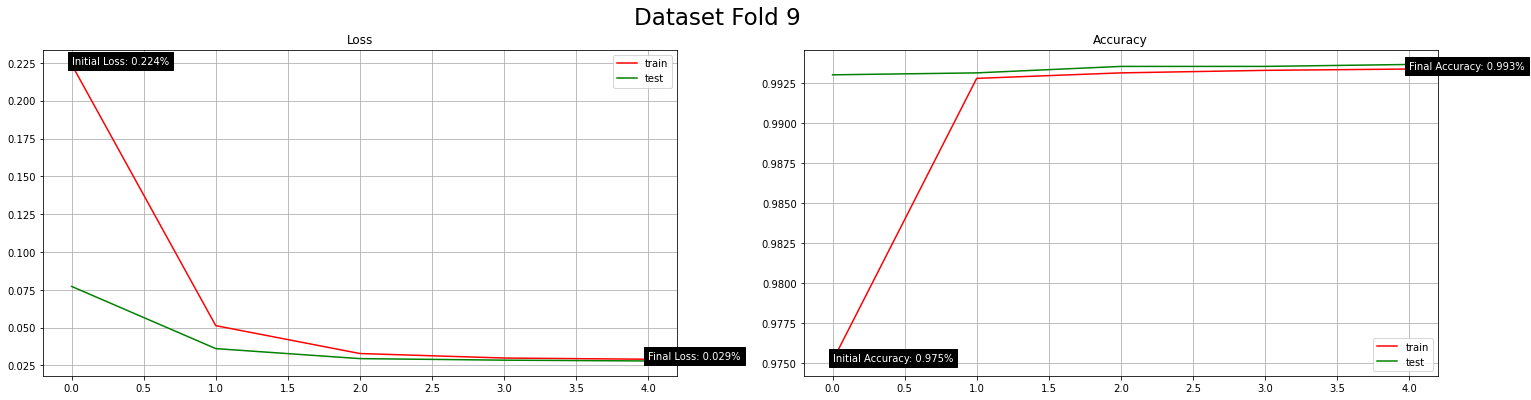 Dataset Fold 9
Loss
Initial Loss: 0.224%
train
test
0.225
0.200
0.175
0.150
0.125
0.100
0.075
0.050
0.025
Final Loss: 0.029%
0.0 0.5 1.0 1.5 2.0 2.5 3.0 3.5 4.0
Accuracy
Final Accuracy: 0.993%
0.9925
0.9900
0.9875
0.9850
0.9825
0.9800
0.9775
0.9750
Initial Accuracy: 0.975%
train
test
0.0 0.5 1.0 1.5 2.0 2.5 3.0 3.5 4.0